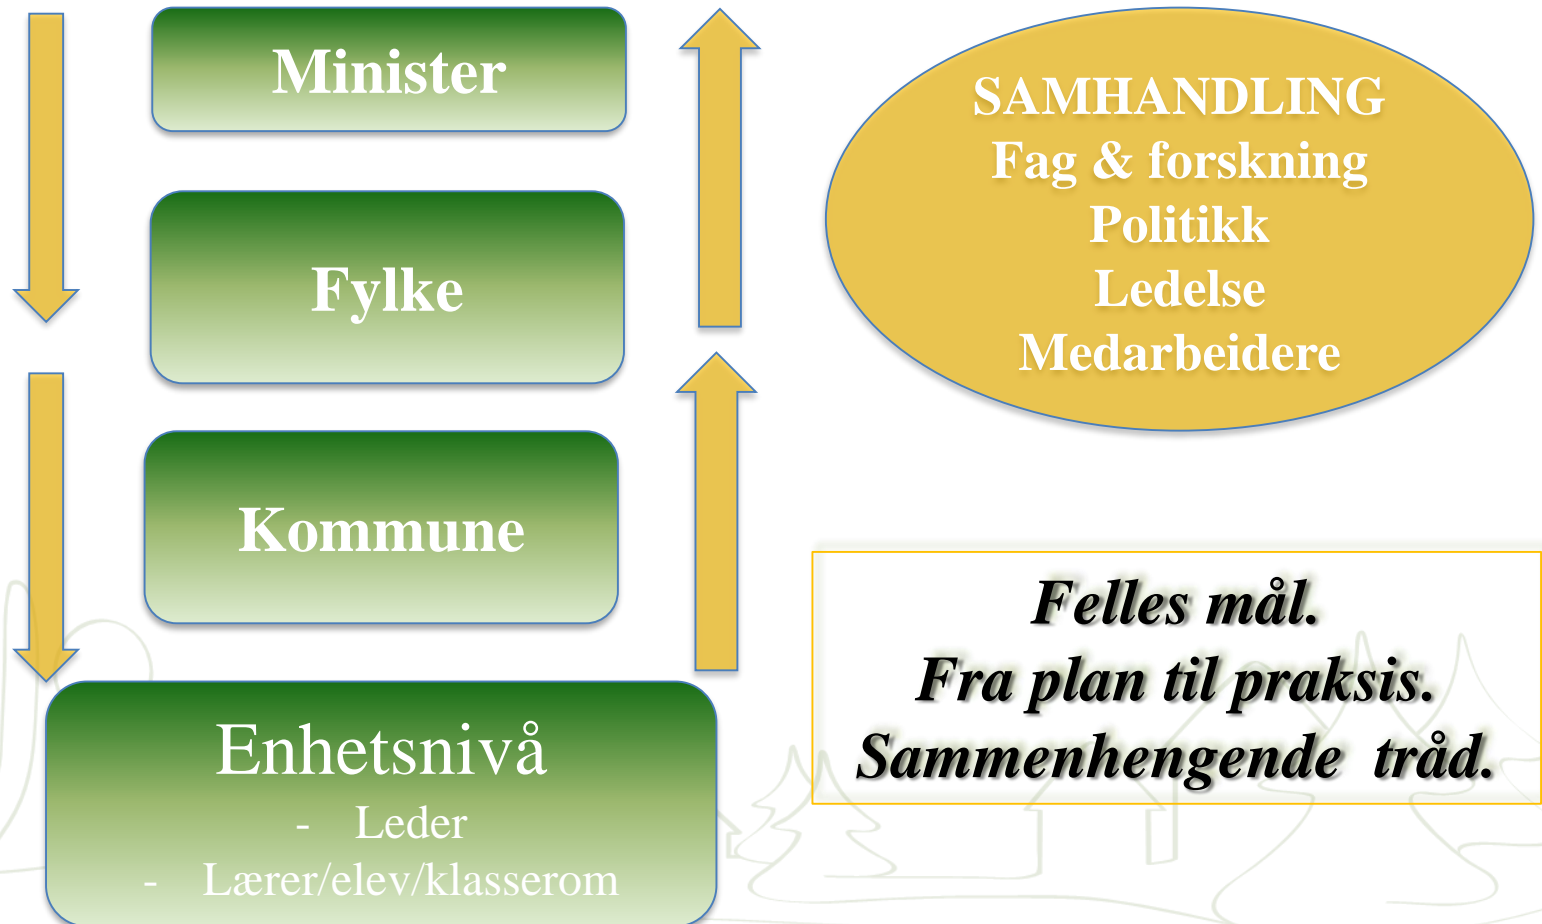 Minister
Fylke
Kommune
Enhetsnivå
- Leder
- Lærer/elev/klasserom
SAMHANDLING
Fag & forskning
Politikk
Ledelse
Medarbeidere
Felles mål.
Fra plan til praksis.
Sammenhengende tråd.